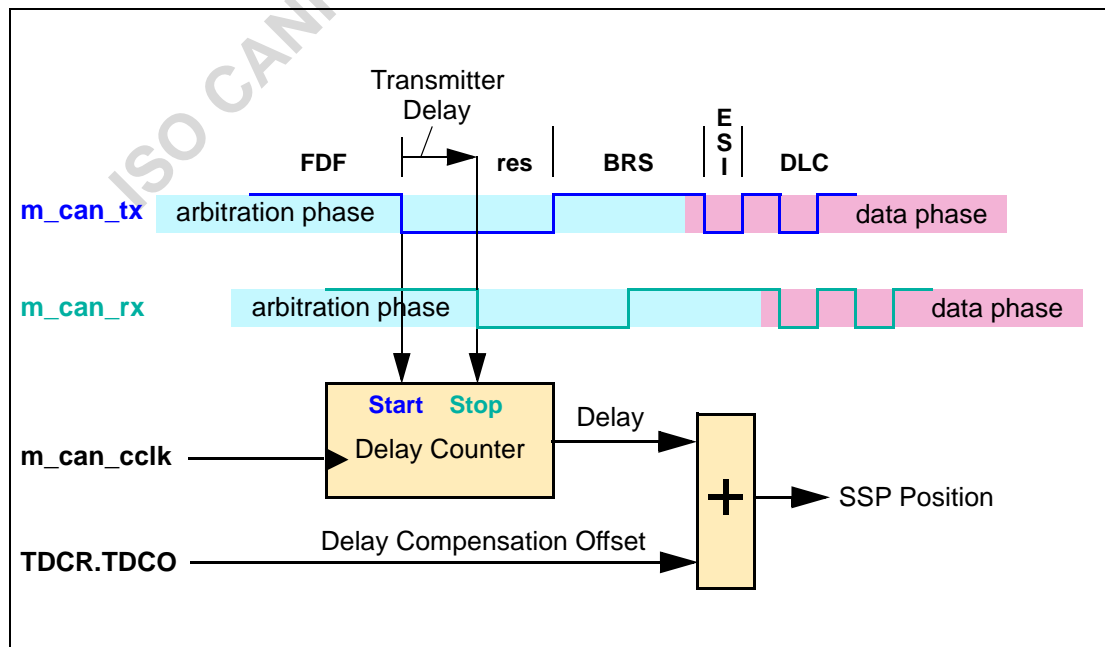 ISO CAN
Transmitter
Delay
E
S
I
FDF
res
BRS
DLC
m_can_tx
arbitration phase
data phase
m_can_rx
arbitration phase
data phase
Start Stop
Delay Counter
m_can_cclk
Delay
+
SSP Position
Delay Compensation Offset
TDCR.TDCO